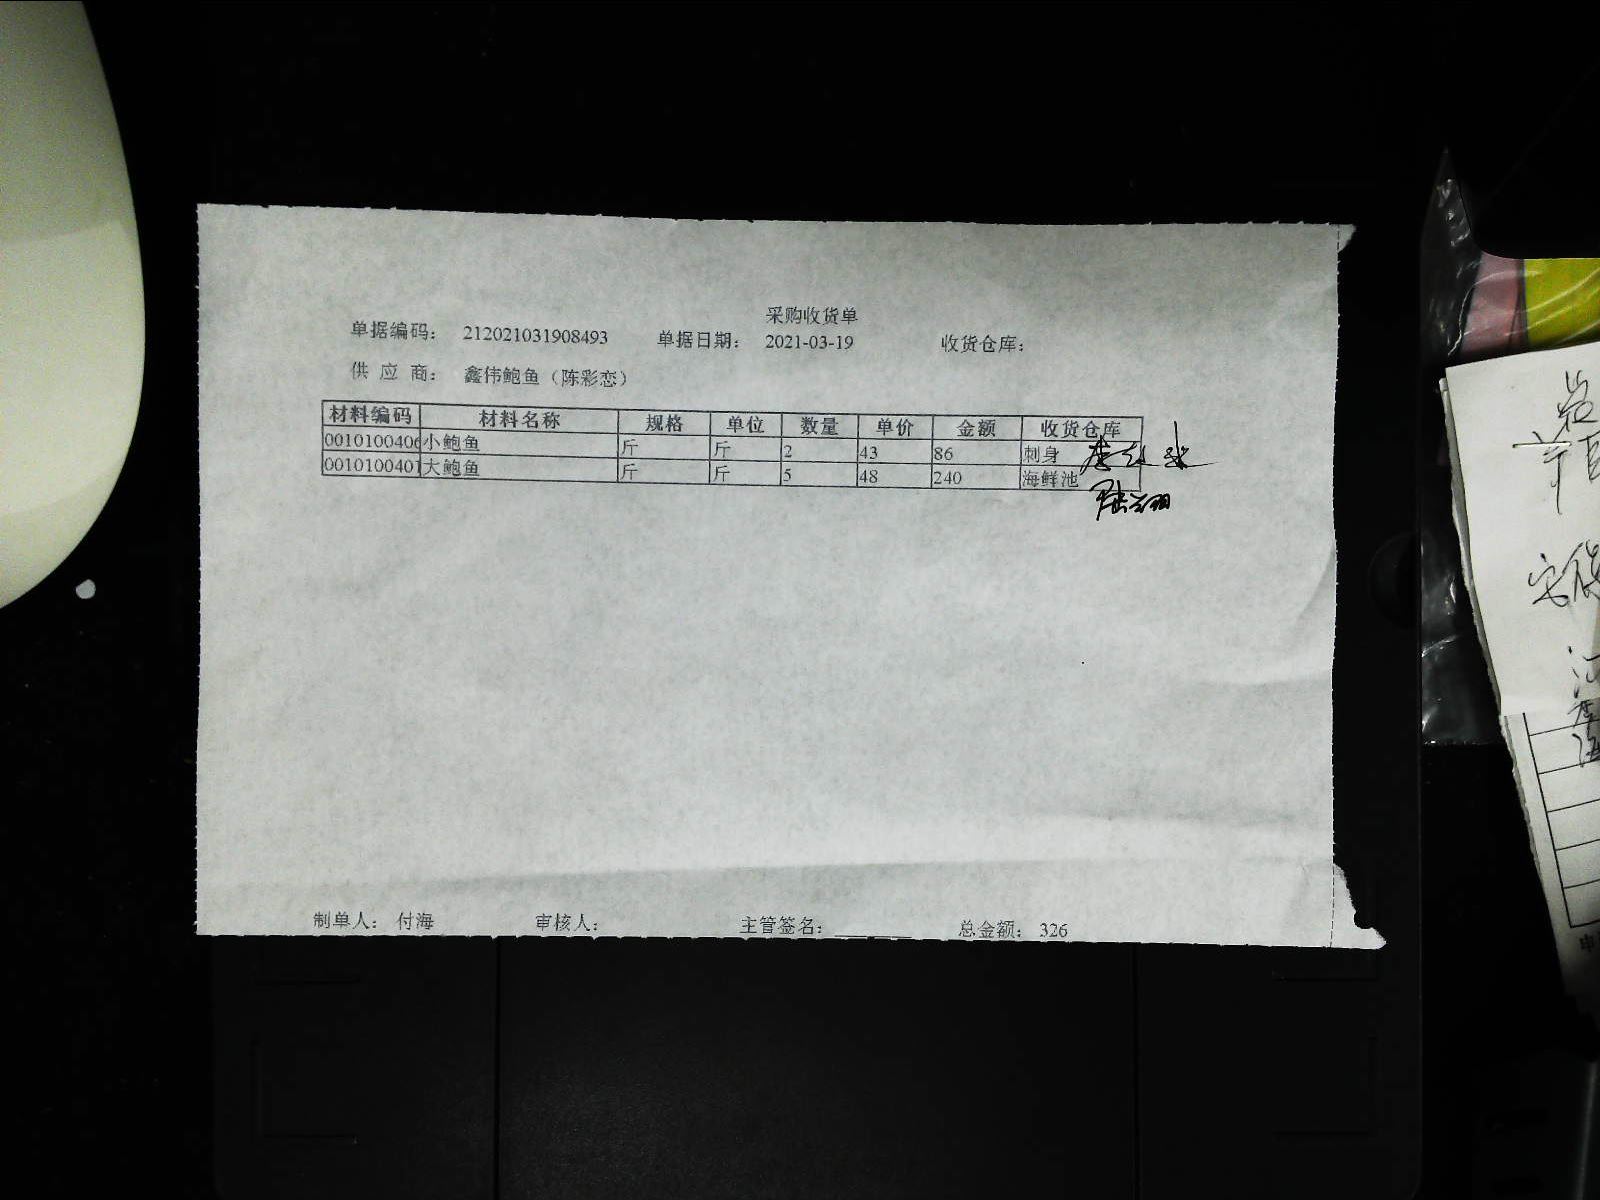 采购收货单
单据编码： 212021031908493 单据日期： 2021-03-19 收货仓库：
供 应 商： 鑫伟鲍鱼（陈彩恋）
材料编码 材料名称 规格 单位 数量 单价 金额 收货仓库
0010100406 小鲍鱼 斤 斤 2 43 86 刺身
0010100401 大鲍鱼 斤 斤 5 48 240 海鲜池
制单人： 付海 审核人： 主管签名： 总金额： 326